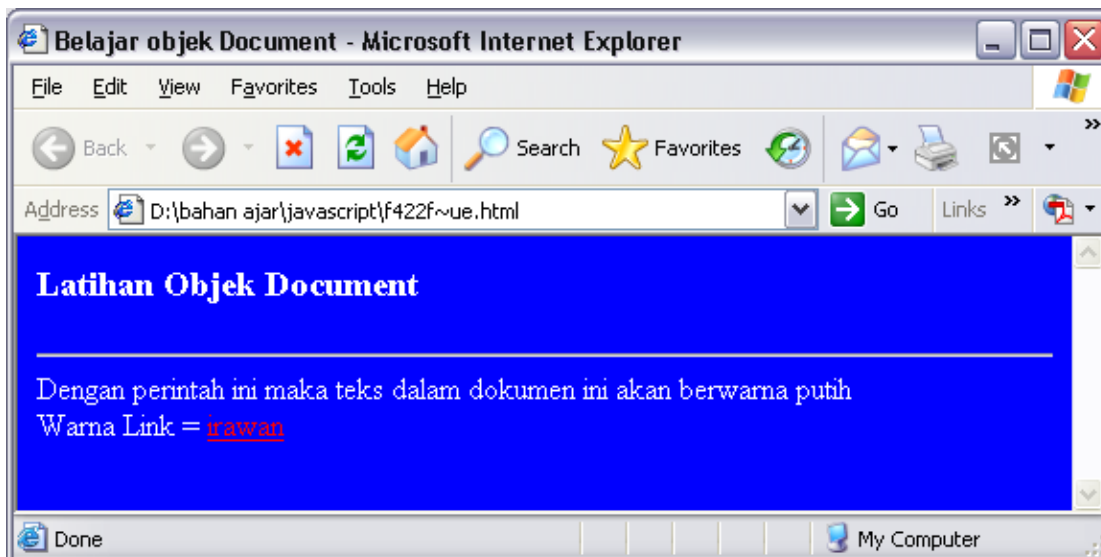 Belajar objek Document - Microsoft Internet Explorer
File Edit View Favorites Tools Help
Back Search Favorites »
Address D:\bahan ajar\javascript\f422f~ue.html Go Links »
Latihan Objek Document
Dengan perintah ini maka teks dalam dokumen ini akan berwarna putih
Warna Link = irawan
Done My Computer